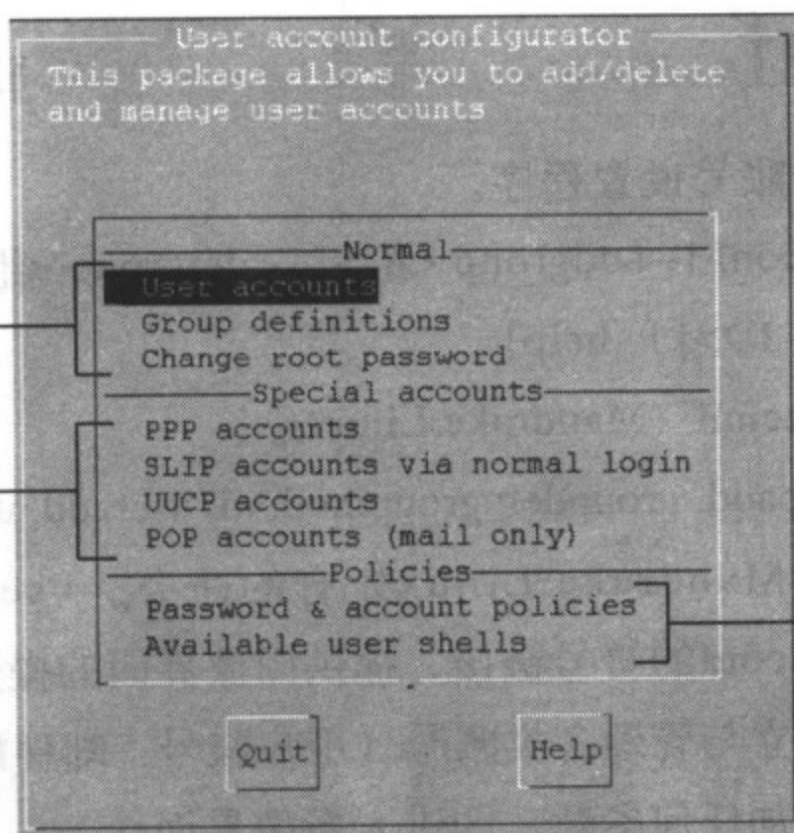 User account configurator
This package allows you to add/delete
and manage user accounts
Normal
User accounts
Group definitions
Change root password
Special accounts
PPP accounts
SLIP accounts via normal login
UUCP accounts
POP accounts (mail only)
Policies
Password & account policies
Available user shells
Quit Help